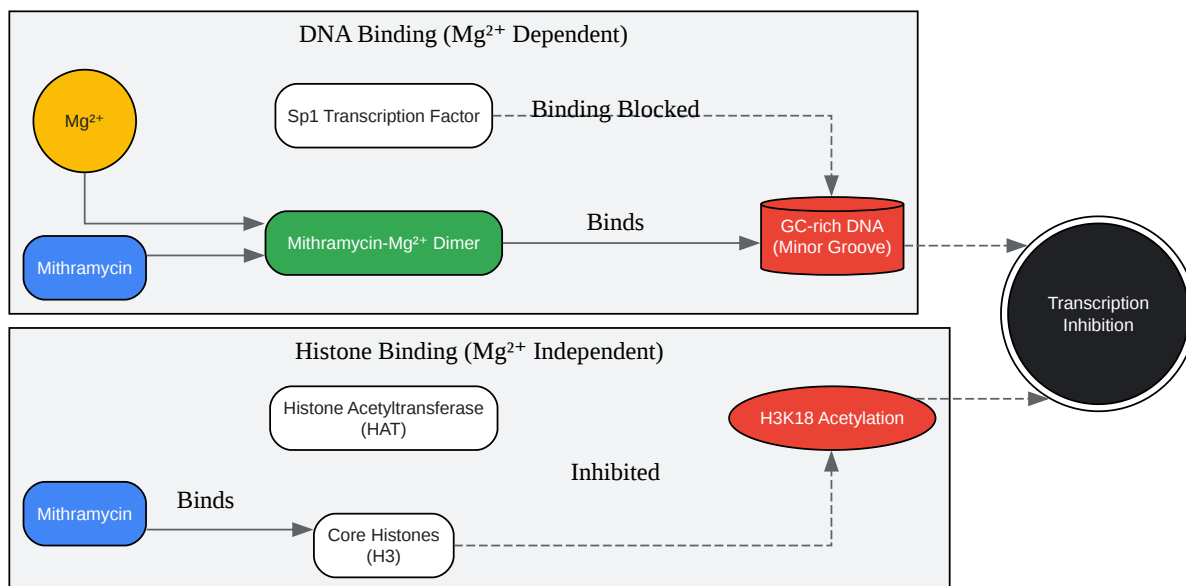 DNA Binding (Mg²⁺ Dependent)
Mg²⁺
Sp1 Transcription Factor
Binding Blocked
Mithramycin
Mithramycin-Mg²⁺ Dimer
Binds
GC-rich DNA
(Minor Groove)
Transcription
Inhibition
Histone Binding (Mg²⁺ Independent)
Histone Acetyltransferase
(HAT)
H3K18 Acetylation
Inhibited
Mithramycin
Binds
Core Histones
(H3)